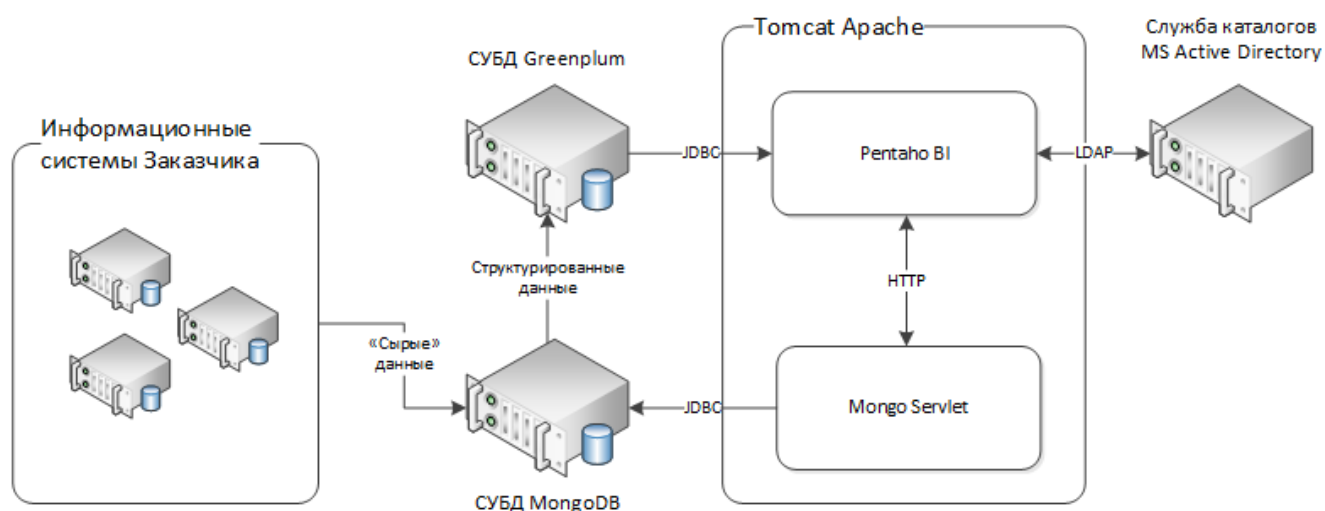 Tomcat Apache
Служба каталогов
MS Active Directory
СУБД Greenplum
Информационные
системы Заказчика
JDBC
Pentaho BI
LDAP
Структурированные
данные
HTTP
«Сырые»
данные
JDBC
Mongo Servlet
СУБД MongoDB